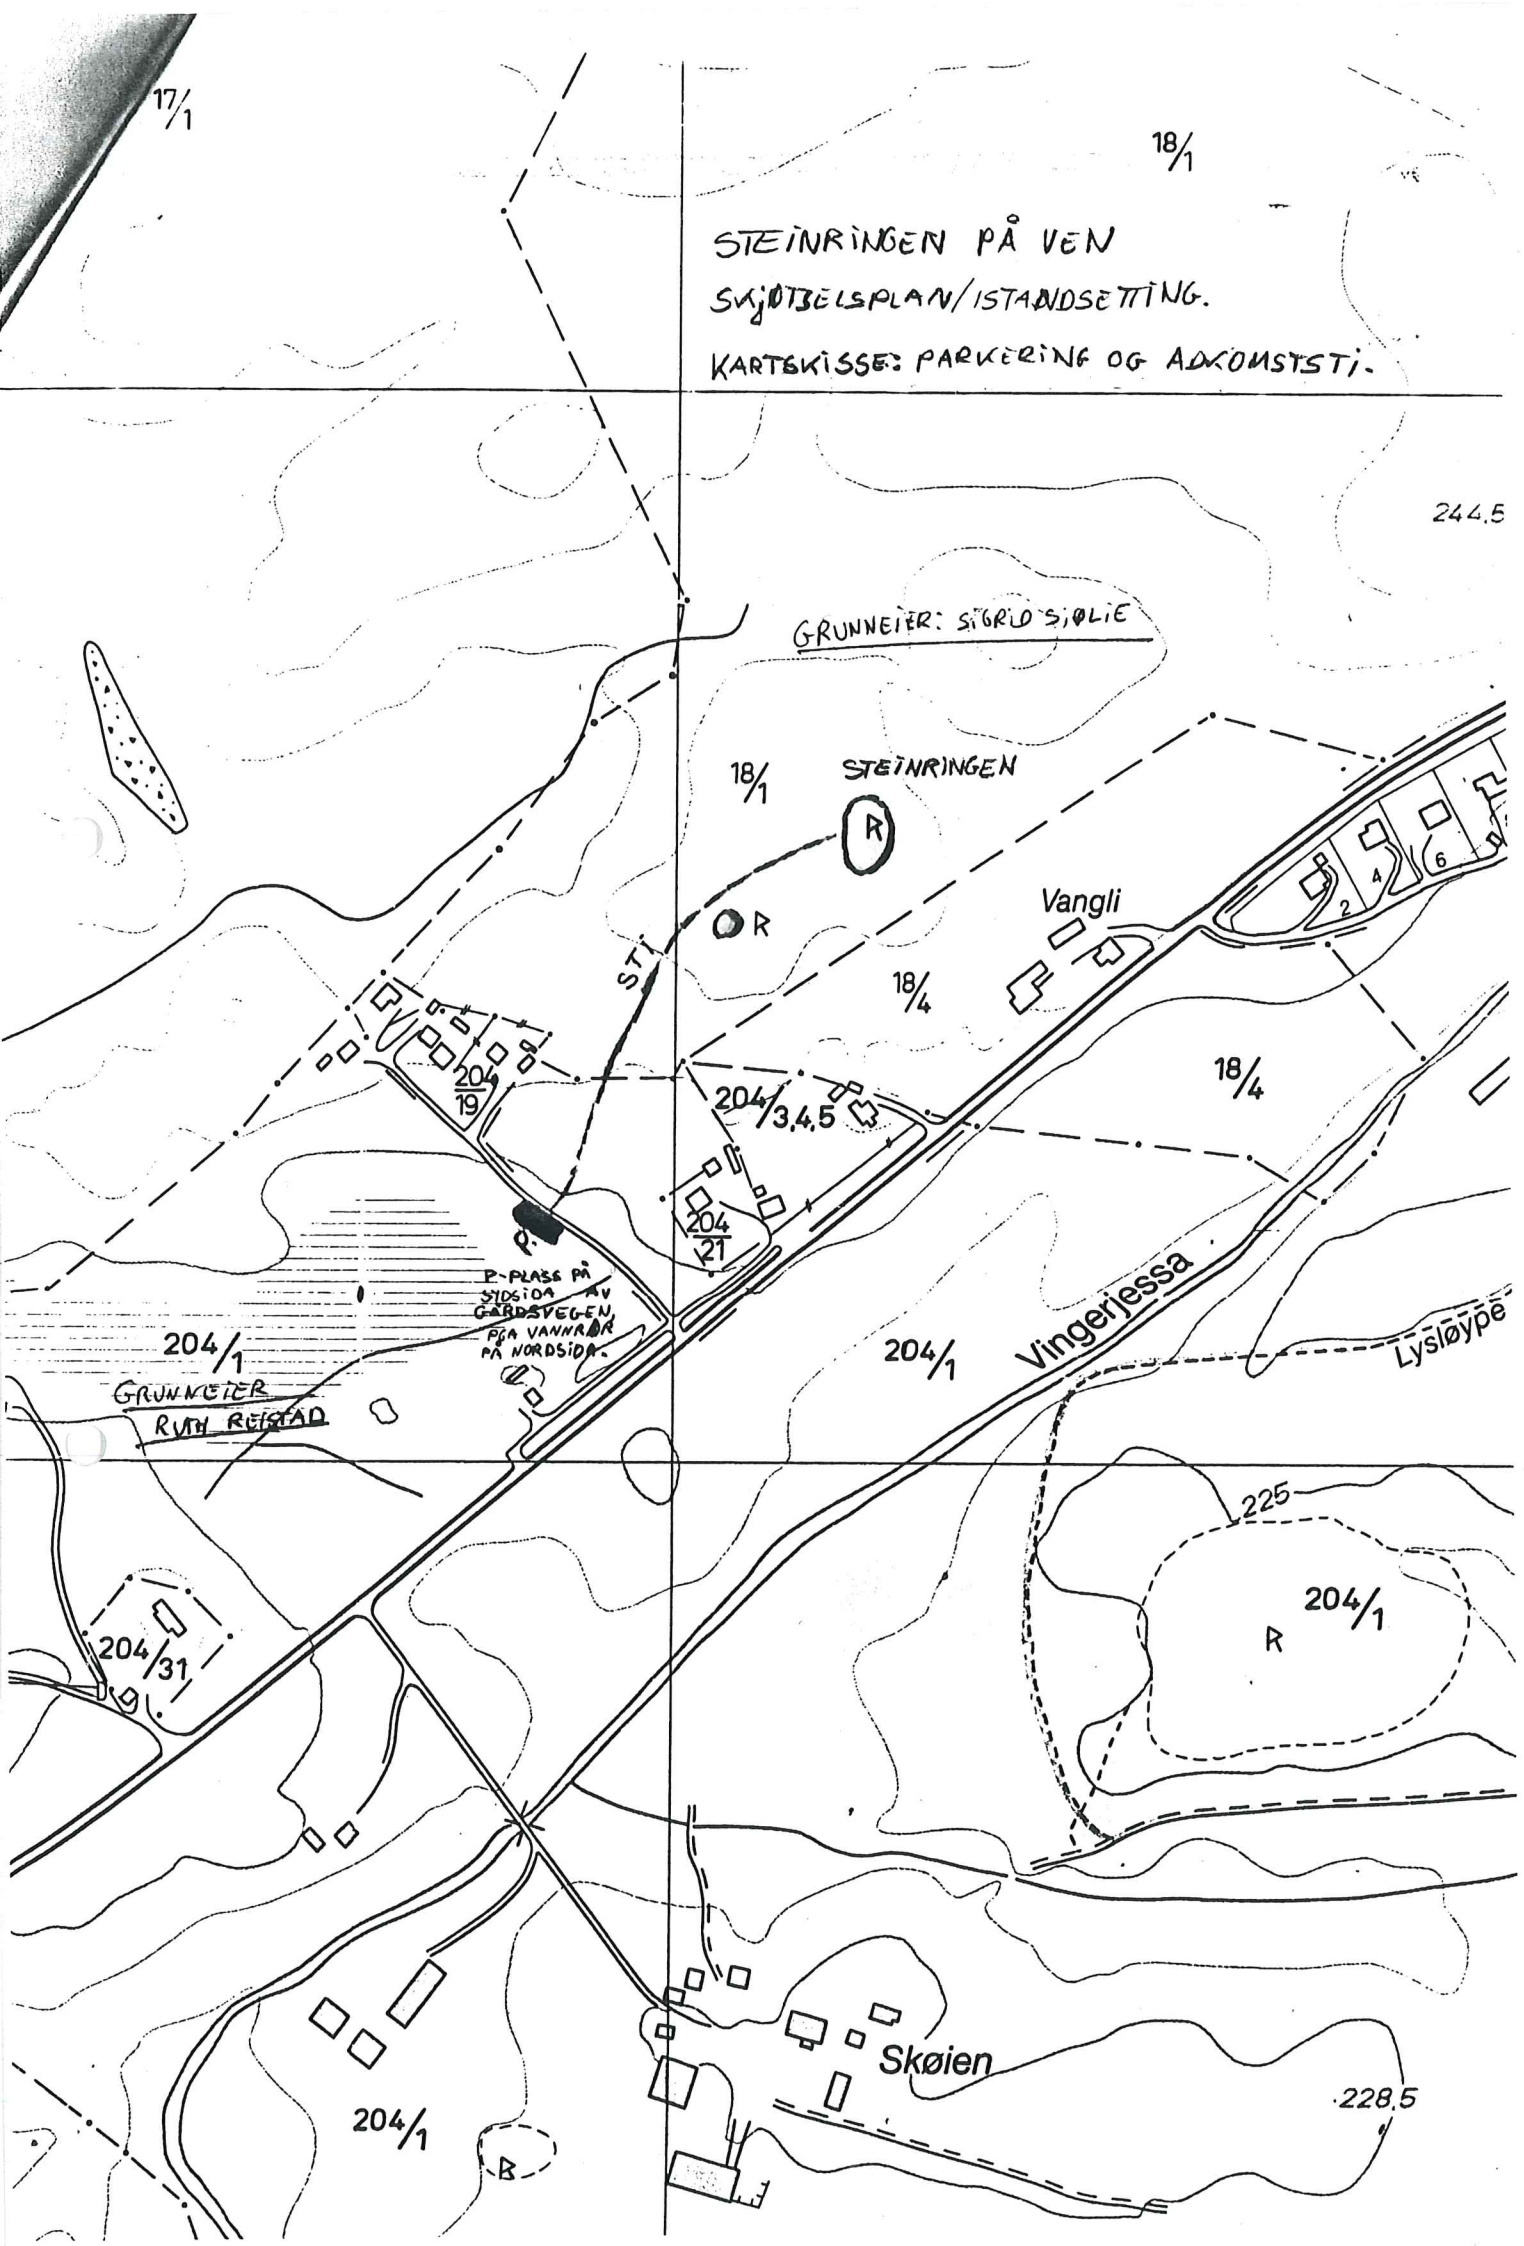 17/1
18/1
STEINRINGEN PÅ VEN
SKJØTSELSPLAN/ISTANDSETTING.
KARTSKISSE: PARKERING OG ADKOMSTSTI.
244.5
GRUNNEIER: SIGRID SJØLIE
18/1
STEINRINGEN
R
R
Vangli
2
4
6
STI
18/4
18/4
204/19
204/3,4,5
204/21
P.
P-PLASS PÅ
SYDSIDA AV
GÅRDSVEGEN,
PGA VANNRØR
PÅ NORDSIDA.
204/1
GRUNNEIER
RUTH REISTAD
204/1
Vingerjessa
Lysløype
225
204/1
R
204/31
Skøien
228,5
204/1
B